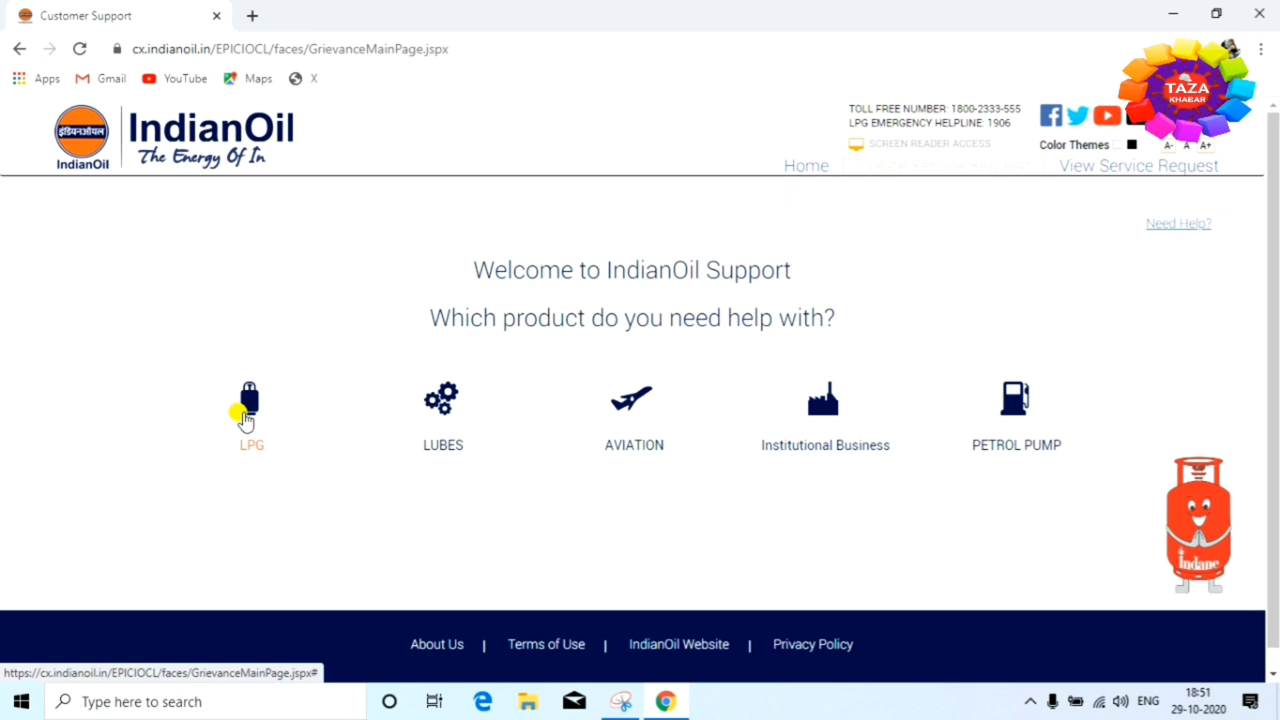 Customer Support
cx.indianoil.in/EPICIOCL/faces/GrievanceMainPage.jspx
Apps
Gmail
YouTube
Maps
X
TAZA
KHABAR
इंडियनऑयल
IndianOil
IndianOil
The Energy Of In
TOLL FREE NUMBER: 1800-2333-555
LPG EMERGENCY HELPLINE: 1906
SCREEN READER ACCESS
Color Themes
A- A A+
Home
View Service Request
Need Help?
Welcome to IndianOil Support
Which product do you need help with?
LPG
LUBES
AVIATION
Institutional Business
PETROL PUMP
Indane
About Us | Terms of Use | IndianOil Website | Privacy Policy
https://cx.indianoil.in/EPICIOCL/faces/GrievanceMainPage.jspx#
Type here to search
ENG
18:51
29-10-2020